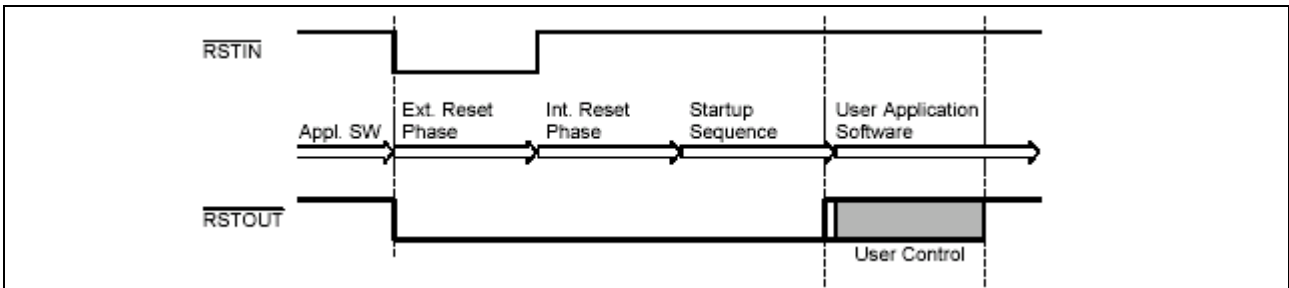 RSTIN
Appl. SW
Ext. Reset
Phase
Int. Reset
Phase
Startup
Sequence
User Application
Software
RSTOUT
User Control